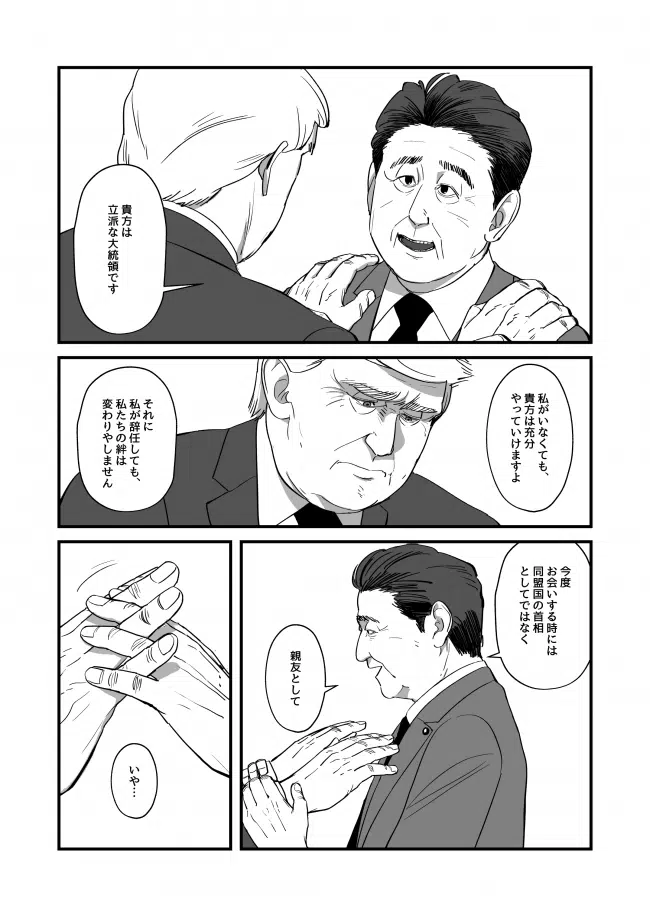 貴方は
立派な大統領です
私がいなくても、
貴方は充分
やっていけますよ
それに
私が辞任しても、
私たちの絆は
変わりやしません
今度
お会いする時には
同盟国の首相
としてではなく
親友として
いや…